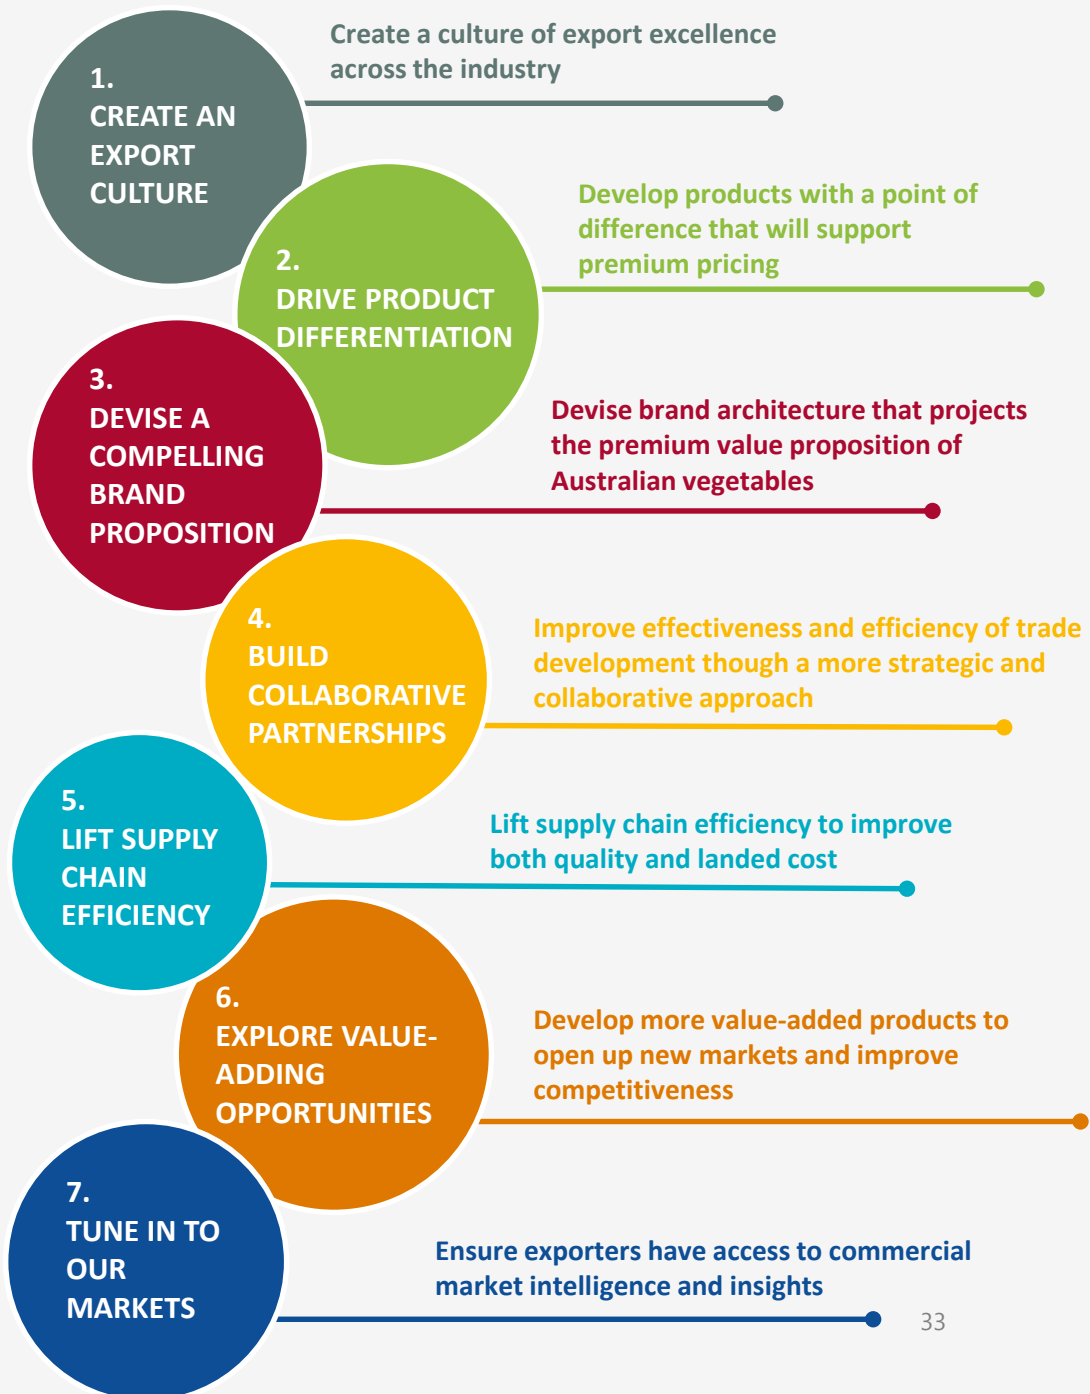 1.
CREATE AN
EXPORT
CULTURE
Create a culture of export excellence
across the industry
2.
DRIVE PRODUCT
DIFFERENTIATION
Develop products with a point of
difference that will support
premium pricing
3.
DEVISE A
COMPELLING
BRAND
PROPOSITION
Devise brand architecture that projects
the premium value proposition of
Australian vegetables
4.
BUILD
COLLABORATIVE
PARTNERSHIPS
Improve effectiveness and efficiency of trade
development though a more strategic and
collaborative approach
5.
LIFT SUPPLY
CHAIN
EFFICIENCY
Lift supply chain efficiency to improve
both quality and landed cost
6.
EXPLORE VALUE-
ADDING
OPPORTUNITIES
Develop more value-added products to
open up new markets and improve
competitiveness
7.
TUNE IN TO
OUR
MARKETS
Ensure exporters have access to commercial
market intelligence and insights
33